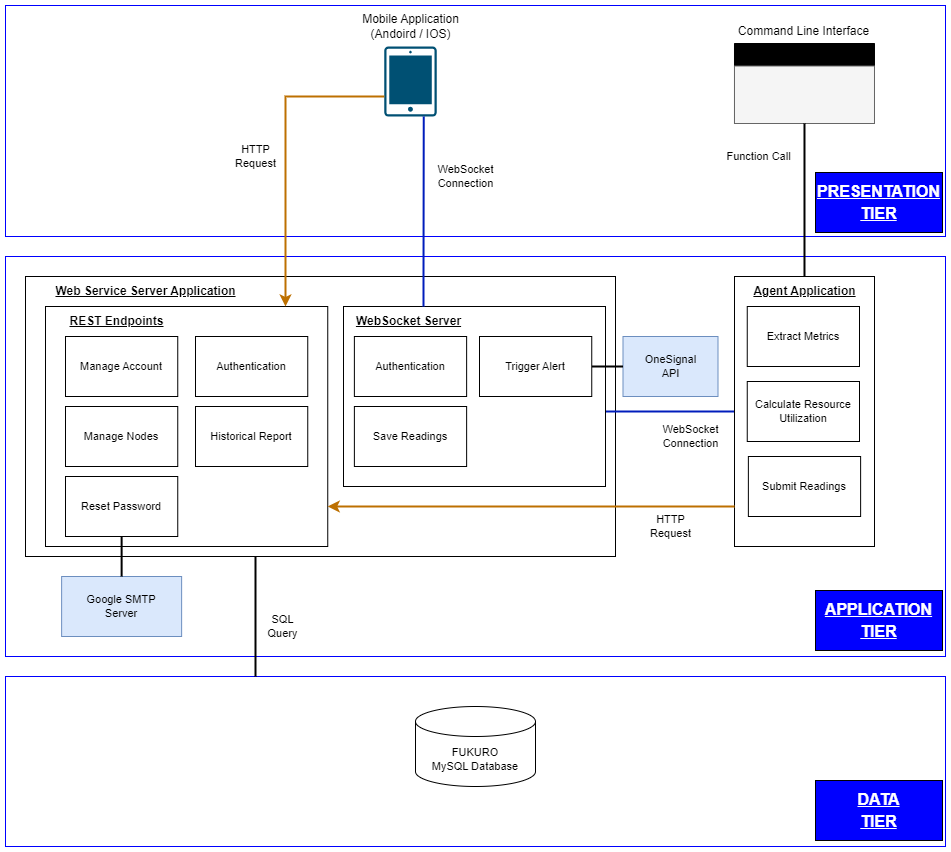 Mobile Application
(Andoird / IOS)
Command Line Interface
HTTP
Request
WebSocket
Connection
Function Call
PRESENTATION
TIER
Web Service Server Application
REST Endpoints
Manage Account
Authentication
Manage Nodes
Historical Report
Reset Password
WebSocket Server
Authentication
Trigger Alert
Save Readings
OneSignal
API
WebSocket
Connection
HTTP
Request
Agent Application
Extract Metrics
Calculate Resource
Utilization
Submit Readings
Google SMTP
Server
SQL
Query
APPLICATION
TIER
FUKURO
MySQL Database
DATA
TIER